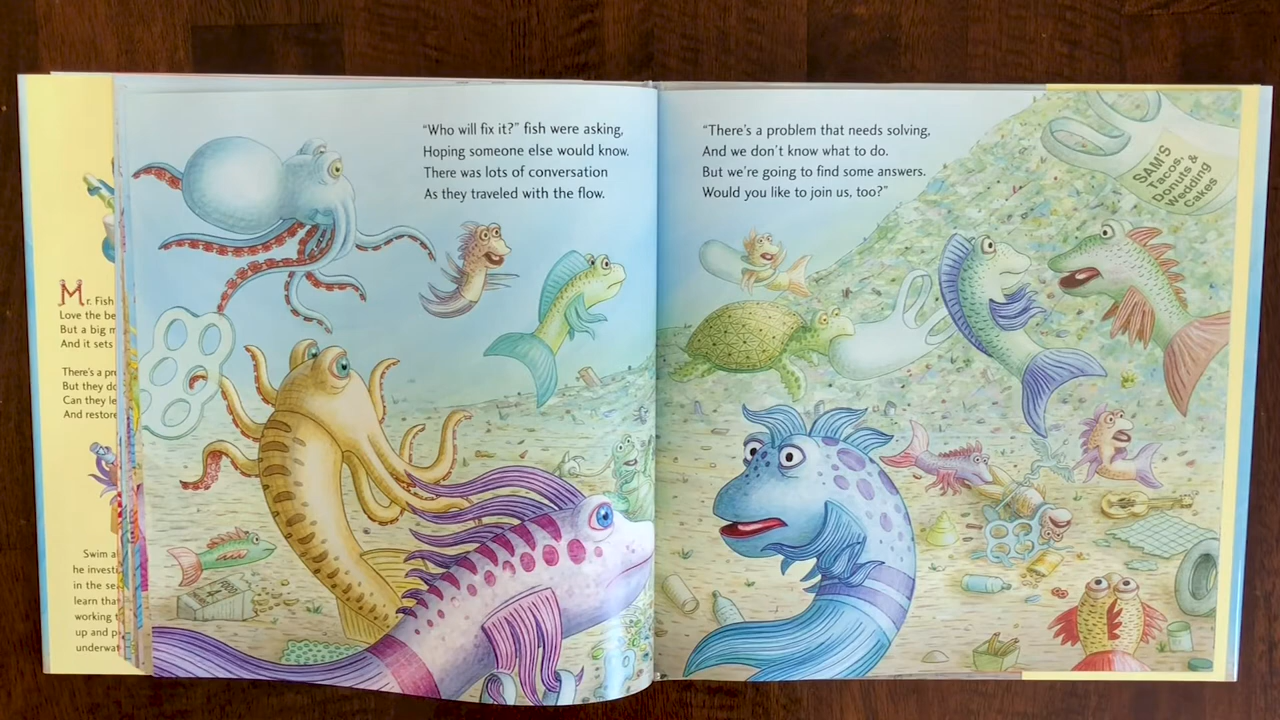 Mr. Fish
Love the be
But a big m
And it sets
There's a pr
But they do
Can they le
And restore
Swim a
he investi
in the se
learn tha
working t
up and p
underwat
"Who will fix it?" fish were asking,
Hoping someone else would know.
There was lots of conversation
As they traveled with the flow.
"There's a problem that needs solving,
And we don't know what to do.
But we're going to find some answers.
Would you like to join us, too?"
SAM'S
Tacos,
Donuts &
Wedding
Cakes